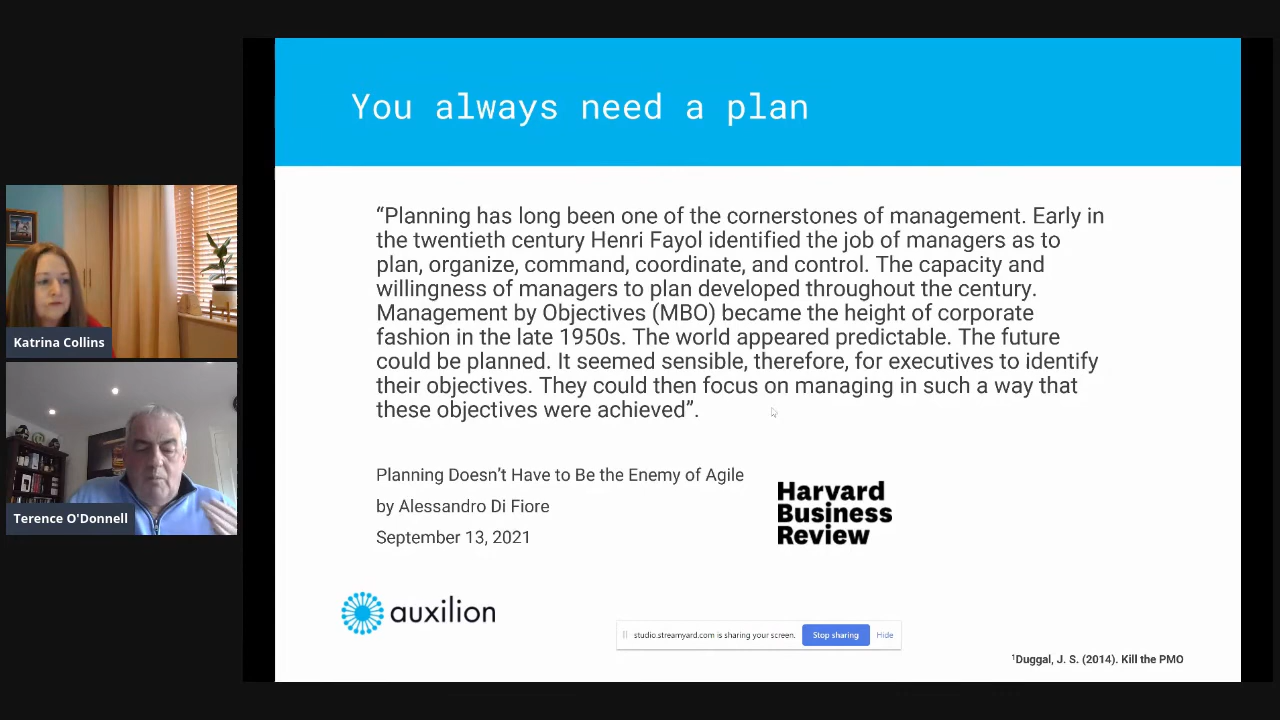 You always need a plan
“Planning has long been one of the cornerstones of management. Early in
the twentieth century Henri Fayol identified the job of managers as to
plan, organize, command, coordinate, and control. The capacity and
willingness of managers to plan developed throughout the century.
Management by Objectives (MBO) became the height of corporate
fashion in the late 1950s. The world appeared predictable. The future
could be planned. It seemed sensible, therefore, for executives to identify
their objectives. They could then focus on managing in such a way that
these objectives were achieved”.
Planning Doesn’t Have to Be the Enemy of Agile
by Alessandro Di Fiore
September 13, 2021
Harvard
Business
Review
auxilion
studio.streamyard.com is sharing your screen.
Stop sharing
Hide
¹Duggal, J. S. (2014). Kill the PMO
Katrina Collins
Terence O'Donnell